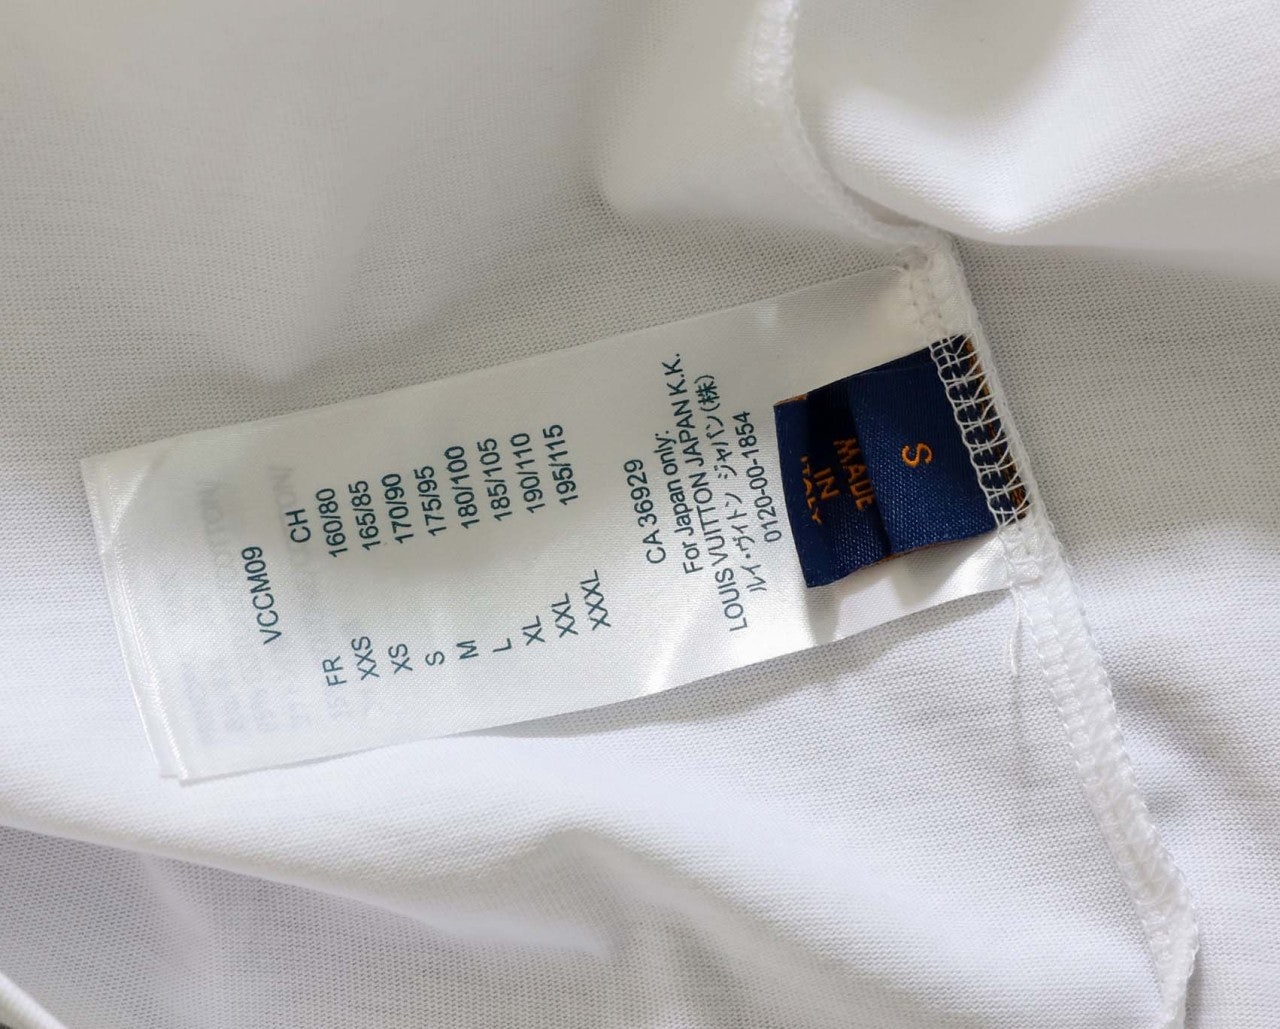 VCCM09
FR CH
XXS 160/80
XS 165/85
S 170/90
M 175/95
L 180/100
XL 185/105
XXL 190/110
XXXL 195/115
CA 36929
For Japan only:
LOUIS VUITTON JAPAN K.K.
ルイ・ヴィトン ジャパン(株)
0120-00-1854
S
MADE
IN